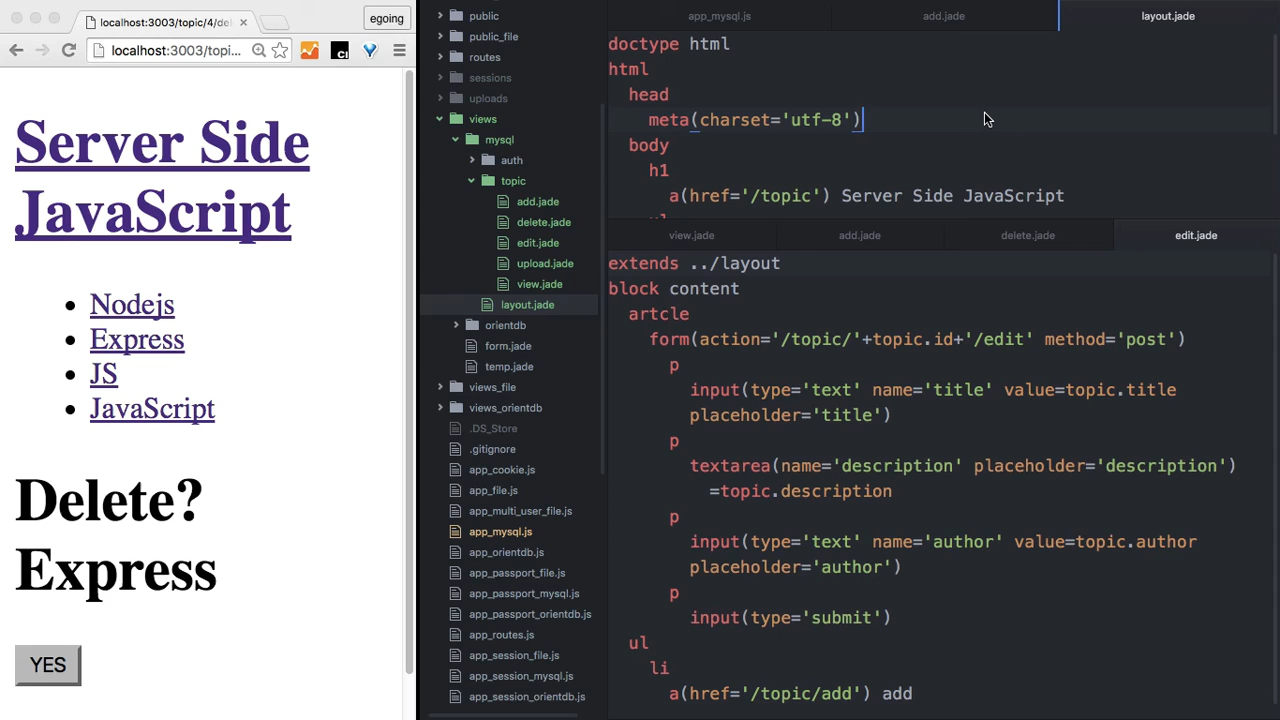 localhost:3003/topic/4/del
egoing
localhost:3003/topi...
Server Side
JavaScript
Nodejs
Express
JS
JavaScript
Delete?
Express
YES
public
public_file
routes
sessions
uploads
views
mysql
auth
topic
add.jade
delete.jade
edit.jade
upload.jade
view.jade
layout.jade
orientdb
form.jade
temp.jade
views_file
views_orientdb
.DS_Store
.gitignore
app_cookie.js
app_file.js
app_multi_user_file.js
app_mysql.js
app_orientdb.js
app_passport_file.js
app_passport_mysql.js
app_passport_orientdb.js
app_routes.js
app_session_file.js
app_session_mysql.js
app_session_orientdb.js
app_mysql.js add.jade layout.jade
doctype html
html
head
meta(charset='utf-8')
body
h1
a(href='/topic') Server Side JavaScript
view.jade add.jade delete.jade edit.jade
extends ../layout
block content
artcle
form(action='/topic/'+topic.id+'/edit' method='post')
p
input(type='text' name='title' value=topic.title
placeholder='title')
p
textarea(name='description' placeholder='description')
=topic.description
p
input(type='text' name='author' value=topic.author
placeholder='author')
p
input(type='submit')
ul
li
a(href='/topic/add') add